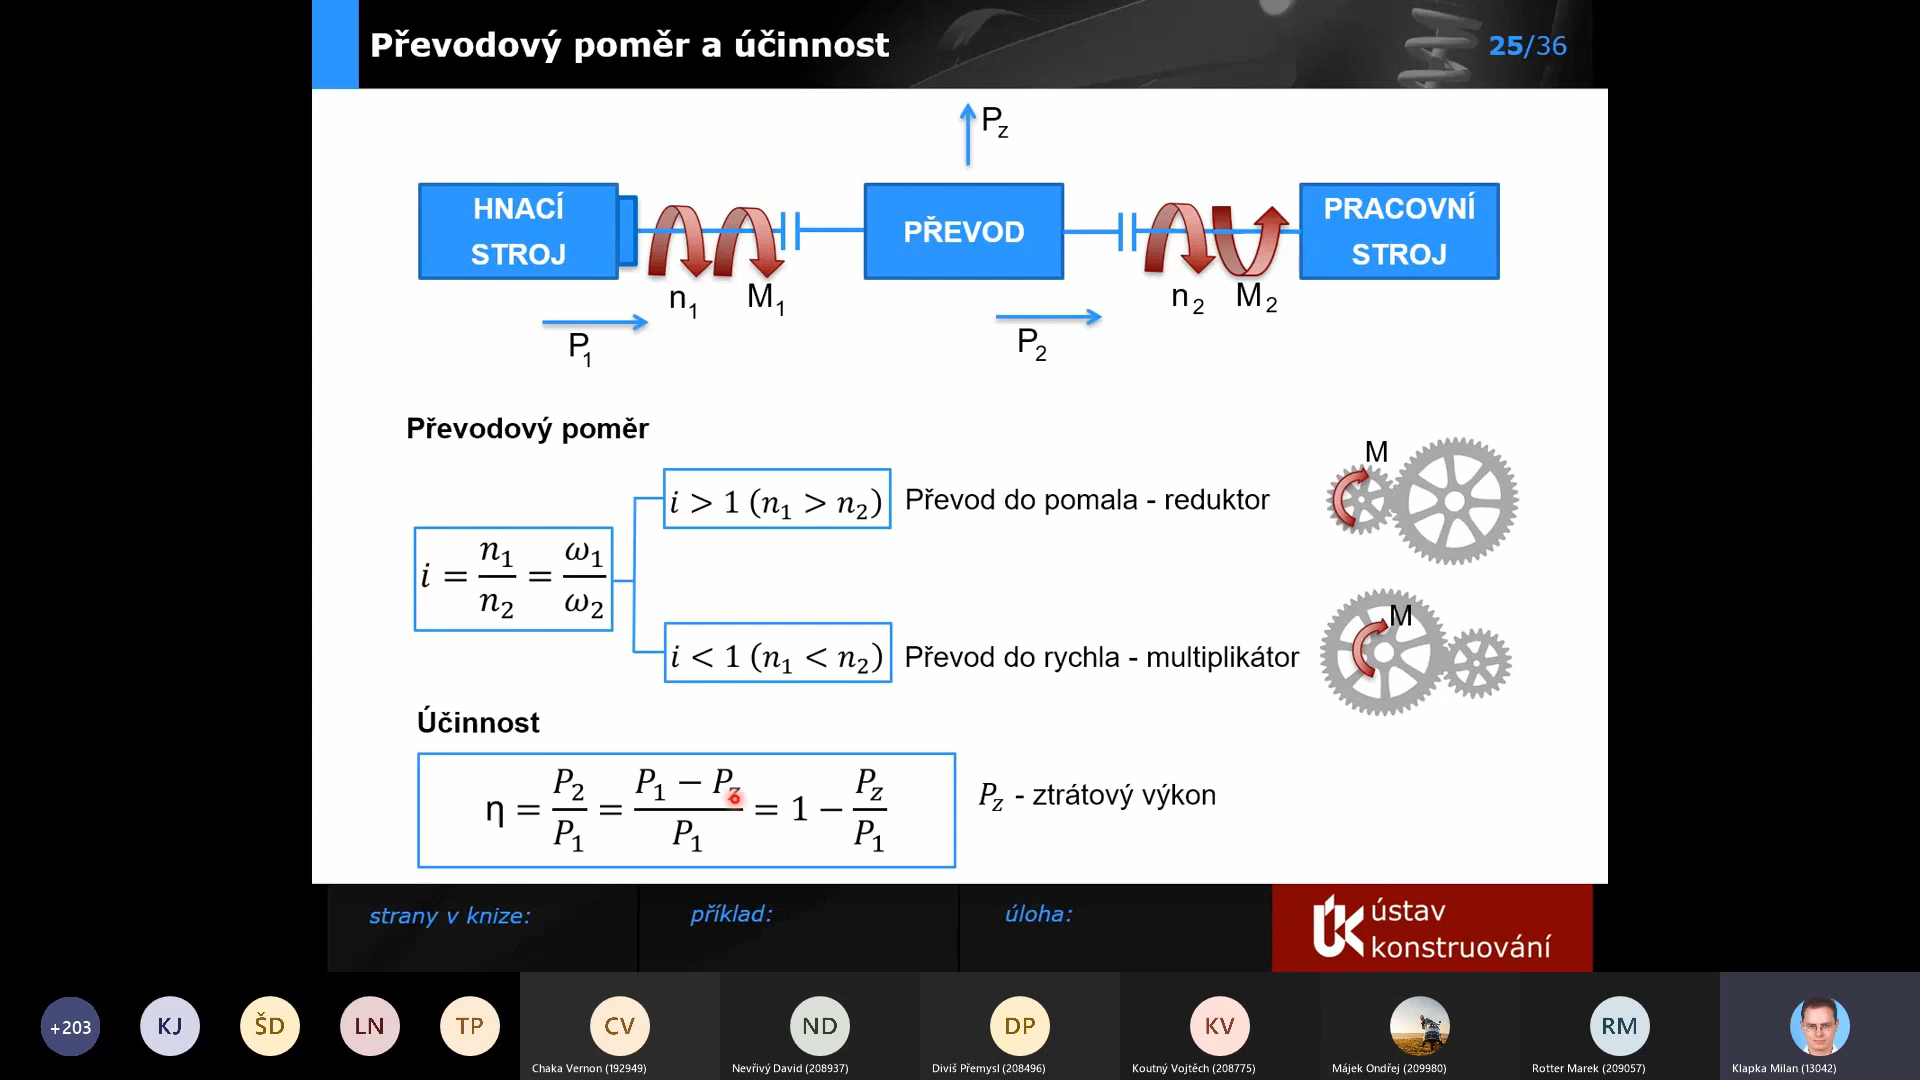 Převodový poměr a účinnost
25/36
Pz
HNACÍ
STROJ
PŘEVOD
PRACOVNÍ
STROJ
n1
M1
n2
M2
P1
P2
Převodový poměr
M
i > 1 (n1 > n2)
Převod do pomala - reduktor
i = n1/n2 = ω1/ω2
M
i < 1 (n1 < n2)
Převod do rychla - multiplikátor
Účinnost
η = P2/P1 = (P1 − Pz)/P1 = 1 − Pz/P1
Pz - ztrátový výkon
strany v knize:
příklad:
úloha:
ústav
konstruování
+203
KJ
ŠD
LN
TP
CV
ND
DP
KV
RM
Chaka Vernon (192949)
Nevřivý David (208937)
Diviš Přemysl (208496)
Koutný Vojtěch (208775)
Májek Ondřej (209980)
Rotter Marek (209057)
Klapka Milan (13042)